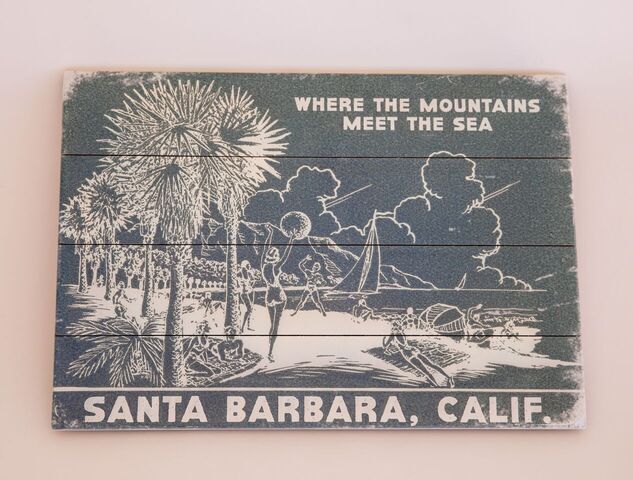 WHERE THE MOUNTAINS
MEET THE SEA
SANTA BARBARA, CALIF.